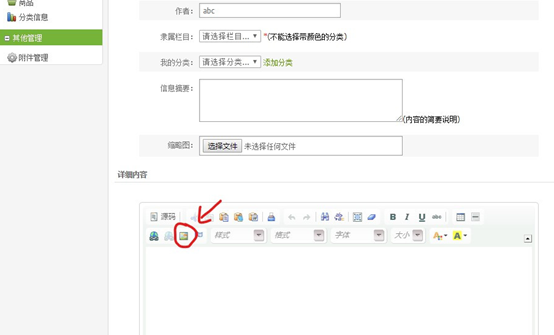 商品
分类信息
其他管理
附件管理
作者: abc
隶属栏目: 请选择栏目... *(不能选择带颜色的分类)
我的分类: 请选择分类... 添加分类
信息摘要:
(内容的简要说明)
缩略图: 选择文件 未选择任何文件
详细内容
源码 B I U abc
样式 格式 字体 大小 A A